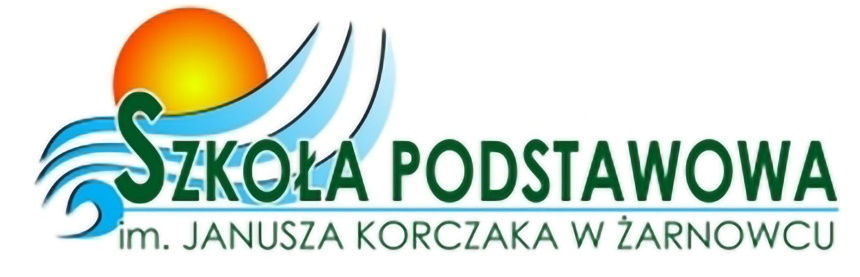 SZKOŁA PODSTAWOWA
im. JANUSZA KORCZAKA W ŻARNOWCU